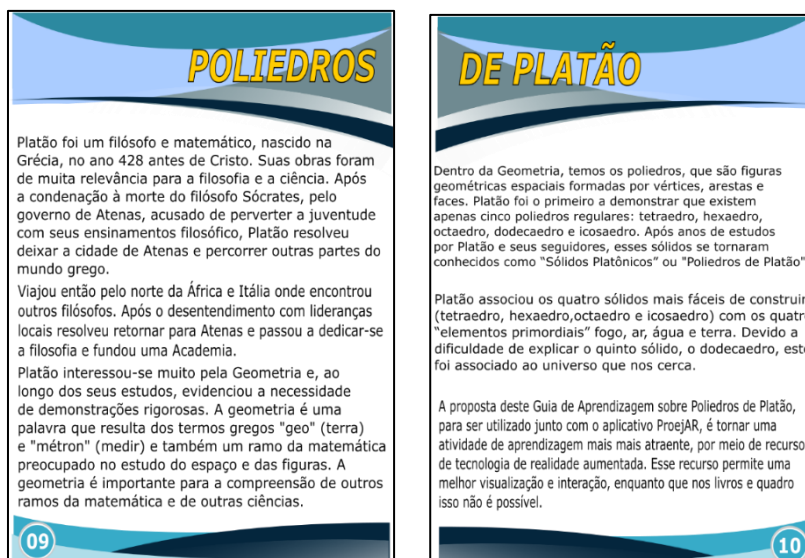 POLIEDROS
Platão foi um filósofo e matemático, nascido na
Grécia, no ano 428 antes de Cristo. Suas obras foram
de muita relevância para a filosofia e a ciência. Após
a condenação à morte do filósofo Sócrates, pelo
governo de Atenas, acusado de perverter a juventude
com seus ensinamentos filosófico, Platão resolveu
deixar a cidade de Atenas e percorrer outras partes do
mundo grego.
Viajou então pelo norte da África e Itália onde encontrou
outros filósofos. Após o desentendimento com lideranças
locais resolveu retornar para Atenas e passou a dedicar-se
a filosofia e fundou uma Academia.
Platão interessou-se muito pela Geometria e, ao
longo dos seus estudos, evidenciou a necessidade
de demonstrações rigorosas. A geometria é uma
palavra que resulta dos termos gregos "geo" (terra)
e "métron" (medir) e também um ramo da matemática
preocupado no estudo do espaço e das figuras. A
geometria é importante para a compreensão de outros
ramos da matemática e de outras ciências.
09
DE PLATÃO
Dentro da Geometria, temos os poliedros, que são figuras
geométricas espaciais formadas por vértices, arestas e
faces. Platão foi o primeiro a demonstrar que existem
apenas cinco poliedros regulares: tetraedro, hexaedro,
octaedro, dodecaedro e icosaedro. Após anos de estudos
por Platão e seus seguidores, esses sólidos se tornaram
conhecidos como “Sólidos Platônicos” ou "Poliedros de Platão"
Platão associou os quatro sólidos mais fáceis de construir
(tetraedro, hexaedro,octaedro e icosaedro) com os quatro
“elementos primordiais” fogo, ar, água e terra. Devido a
dificuldade de explicar o quinto sólido, o dodecaedro, este
foi associado ao universo que nos cerca.
A proposta deste Guia de Aprendizagem sobre Poliedros de Platão,
para ser utilizado junto com o aplicativo ProejAR, é tornar uma
atividade de aprendizagem mais mais atraente, por meio de recurso
de tecnologia de realidade aumentada. Esse recurso permite uma
melhor visualização e interação, enquanto que nos livros e quadro
isso não é possível.
10